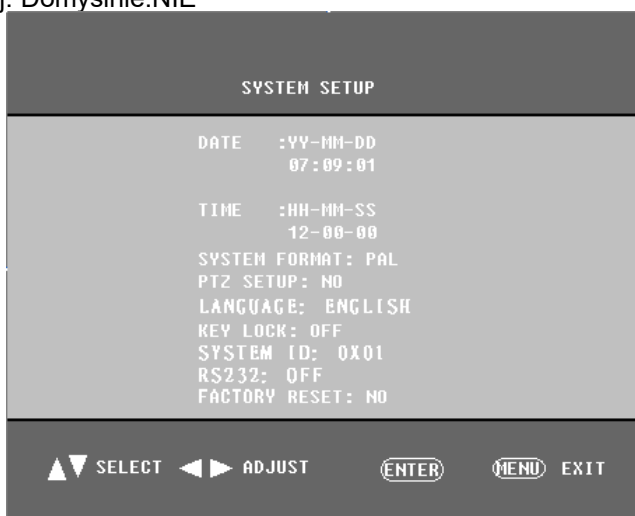 j. Domyślnie:NIE
SYSTEM SETUP
DATE :YY-MM-DD
07:09:01
TIME :HH-MM-SS
12-00-00
SYSTEM FORMAT: PAL
PTZ SETUP: NO
LANGUAGE: ENGLISH
KEY LOCK: OFF
SYSTEM ID: 0X01
RS232: OFF
FACTORY RESET: NO
SELECT ADJUST ENTER MENU EXIT